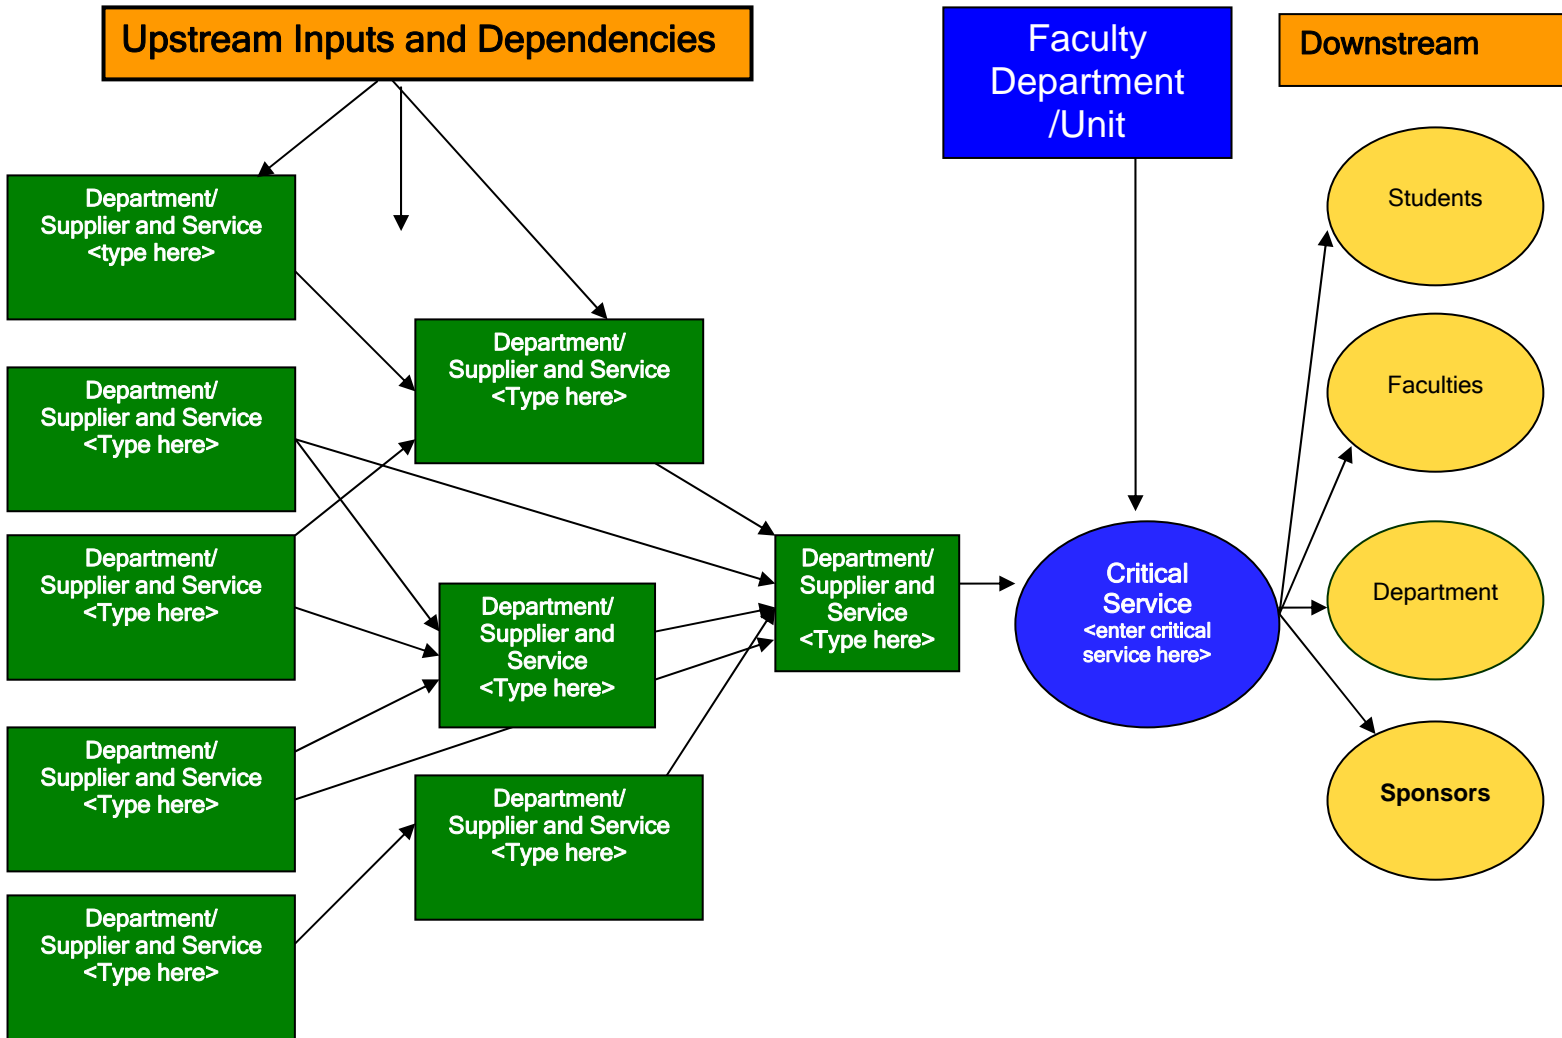 Upstream Inputs and Dependencies
Faculty
Department
/Unit
Downstream
Department/
Supplier and Service
<type here>
Department/
Supplier and Service
<Type here>
Department/
Supplier and Service
<Type here>
Department/
Supplier and Service
<Type here>
Department/
Supplier and Service
<Type here>
Department/
Supplier and Service
<Type here>
Department/
Supplier and
Service
<Type here>
Department/
Supplier and Service
<Type here>
Department/
Supplier and
Service
<Type here>
Critical
Service
<enter critical
service here>
Students
Faculties
Department
Sponsors